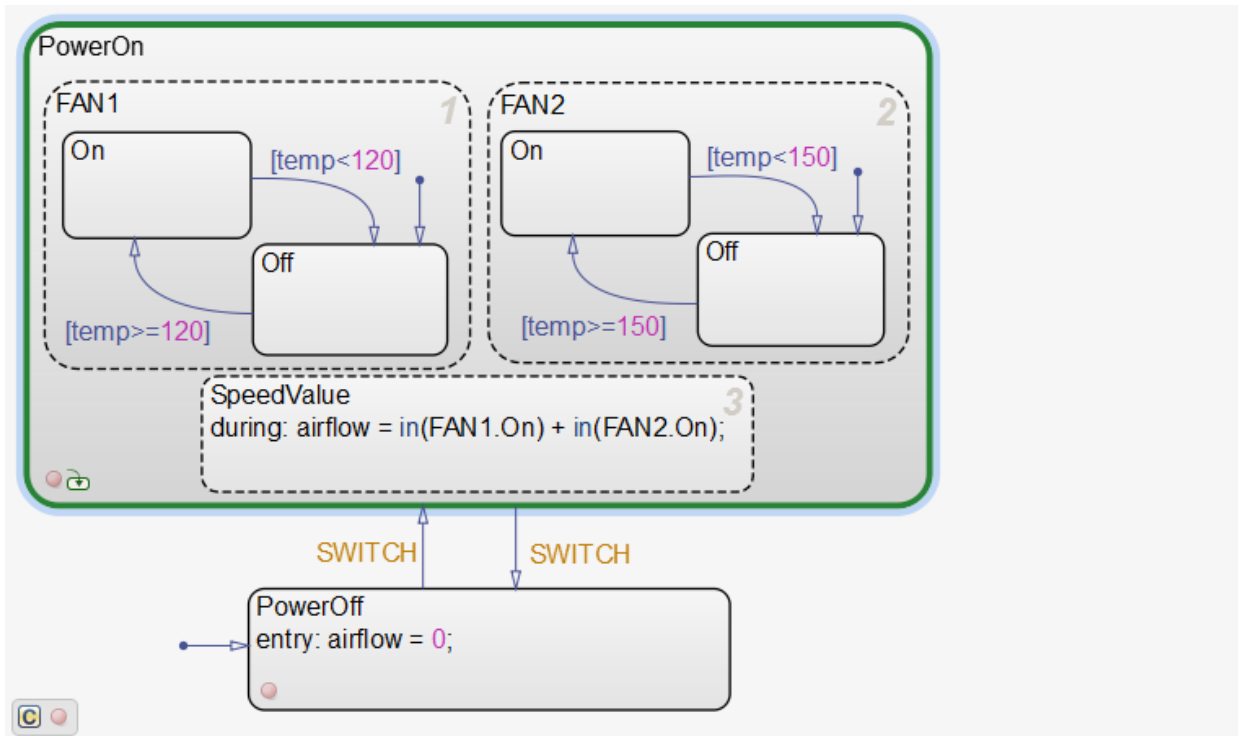 PowerOn
FAN1
1
On
[temp<120]
Off
[temp>=120]
FAN2
2
On
[temp<150]
Off
[temp>=150]
SpeedValue
3
during: airflow = in(FAN1.On) + in(FAN2.On);
SWITCH
SWITCH
PowerOff
entry: airflow = 0;
C